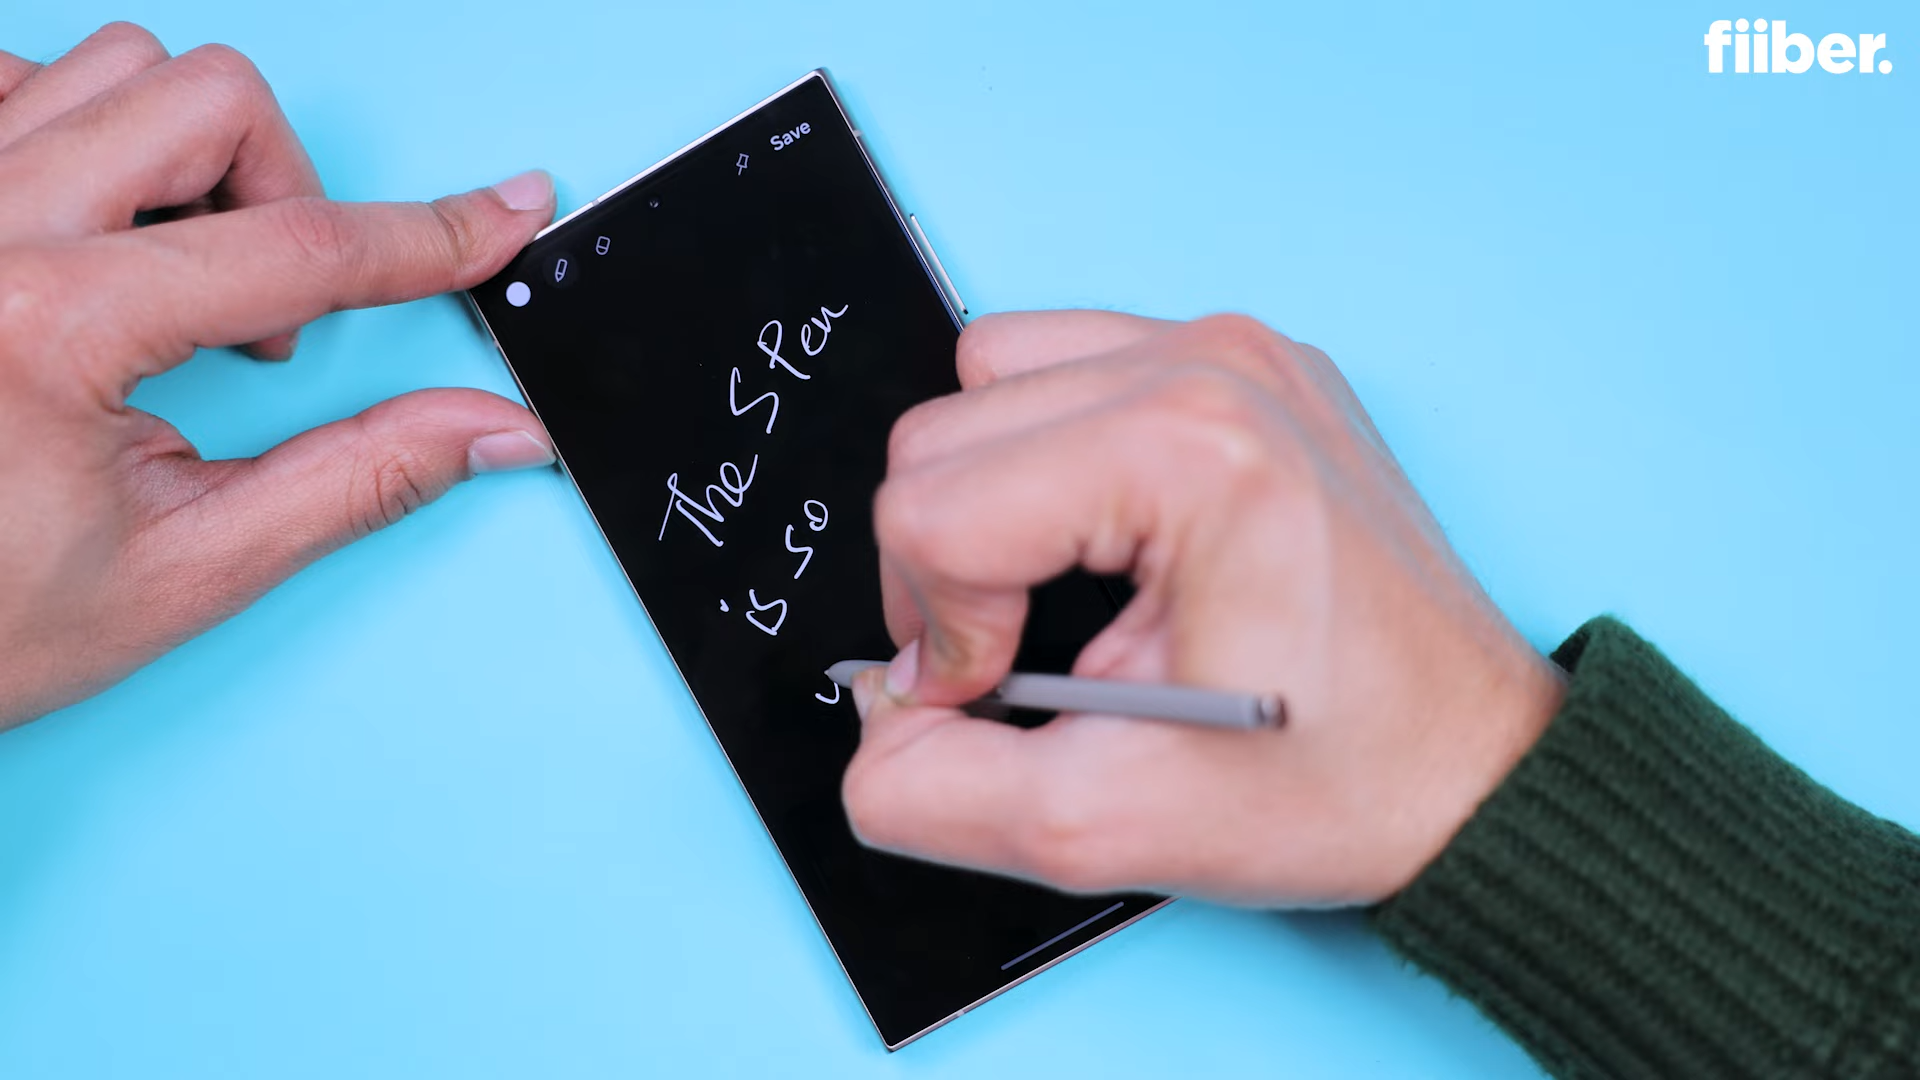 fiiber.
Save
The S Pen
is so